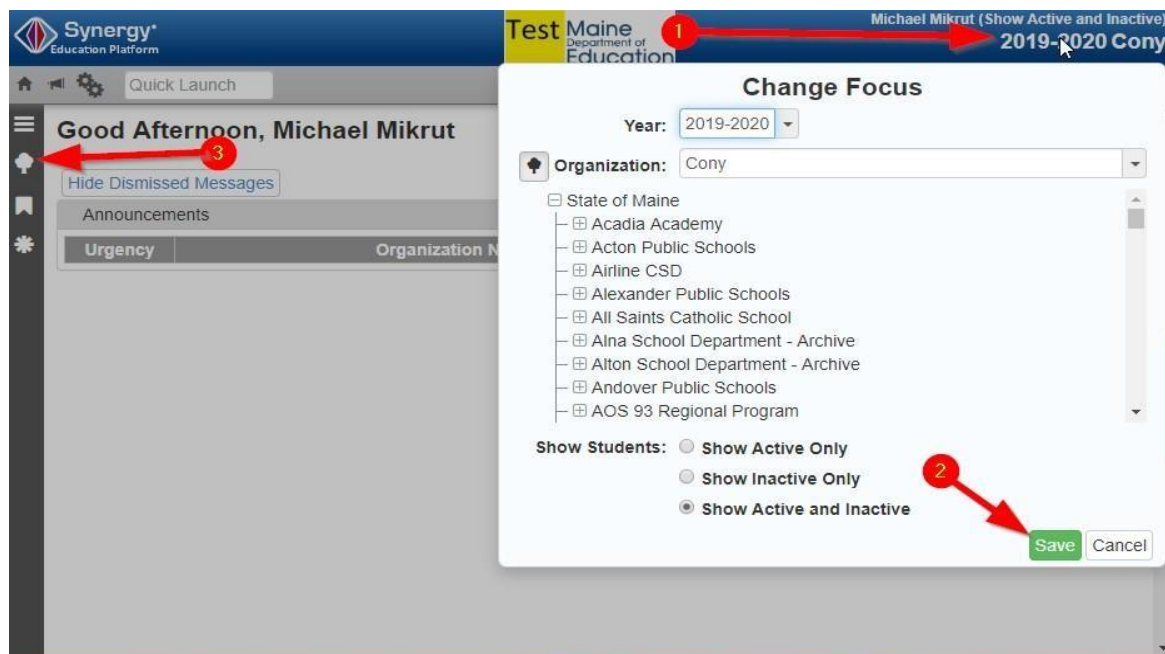 Synergy
Education Platform
Test
Maine
Department of
Education
1
Michael Mikrut (Show Active and Inactive)
2019-2020 Cony
Quick Launch
Good Afternoon, Michael Mikrut
3
Hide Dismissed Messages
Announcements
Urgency
Organization N
Change Focus
Year: 2019-2020
Organization: Cony
State of Maine
Acadia Academy
Acton Public Schools
Airline CSD
Alexander Public Schools
All Saints Catholic School
Alna School Department - Archive
Alton School Department - Archive
Andover Public Schools
AOS 93 Regional Program
Show Students: Show Active Only
Show Inactive Only
Show Active and Inactive
2
Save Cancel